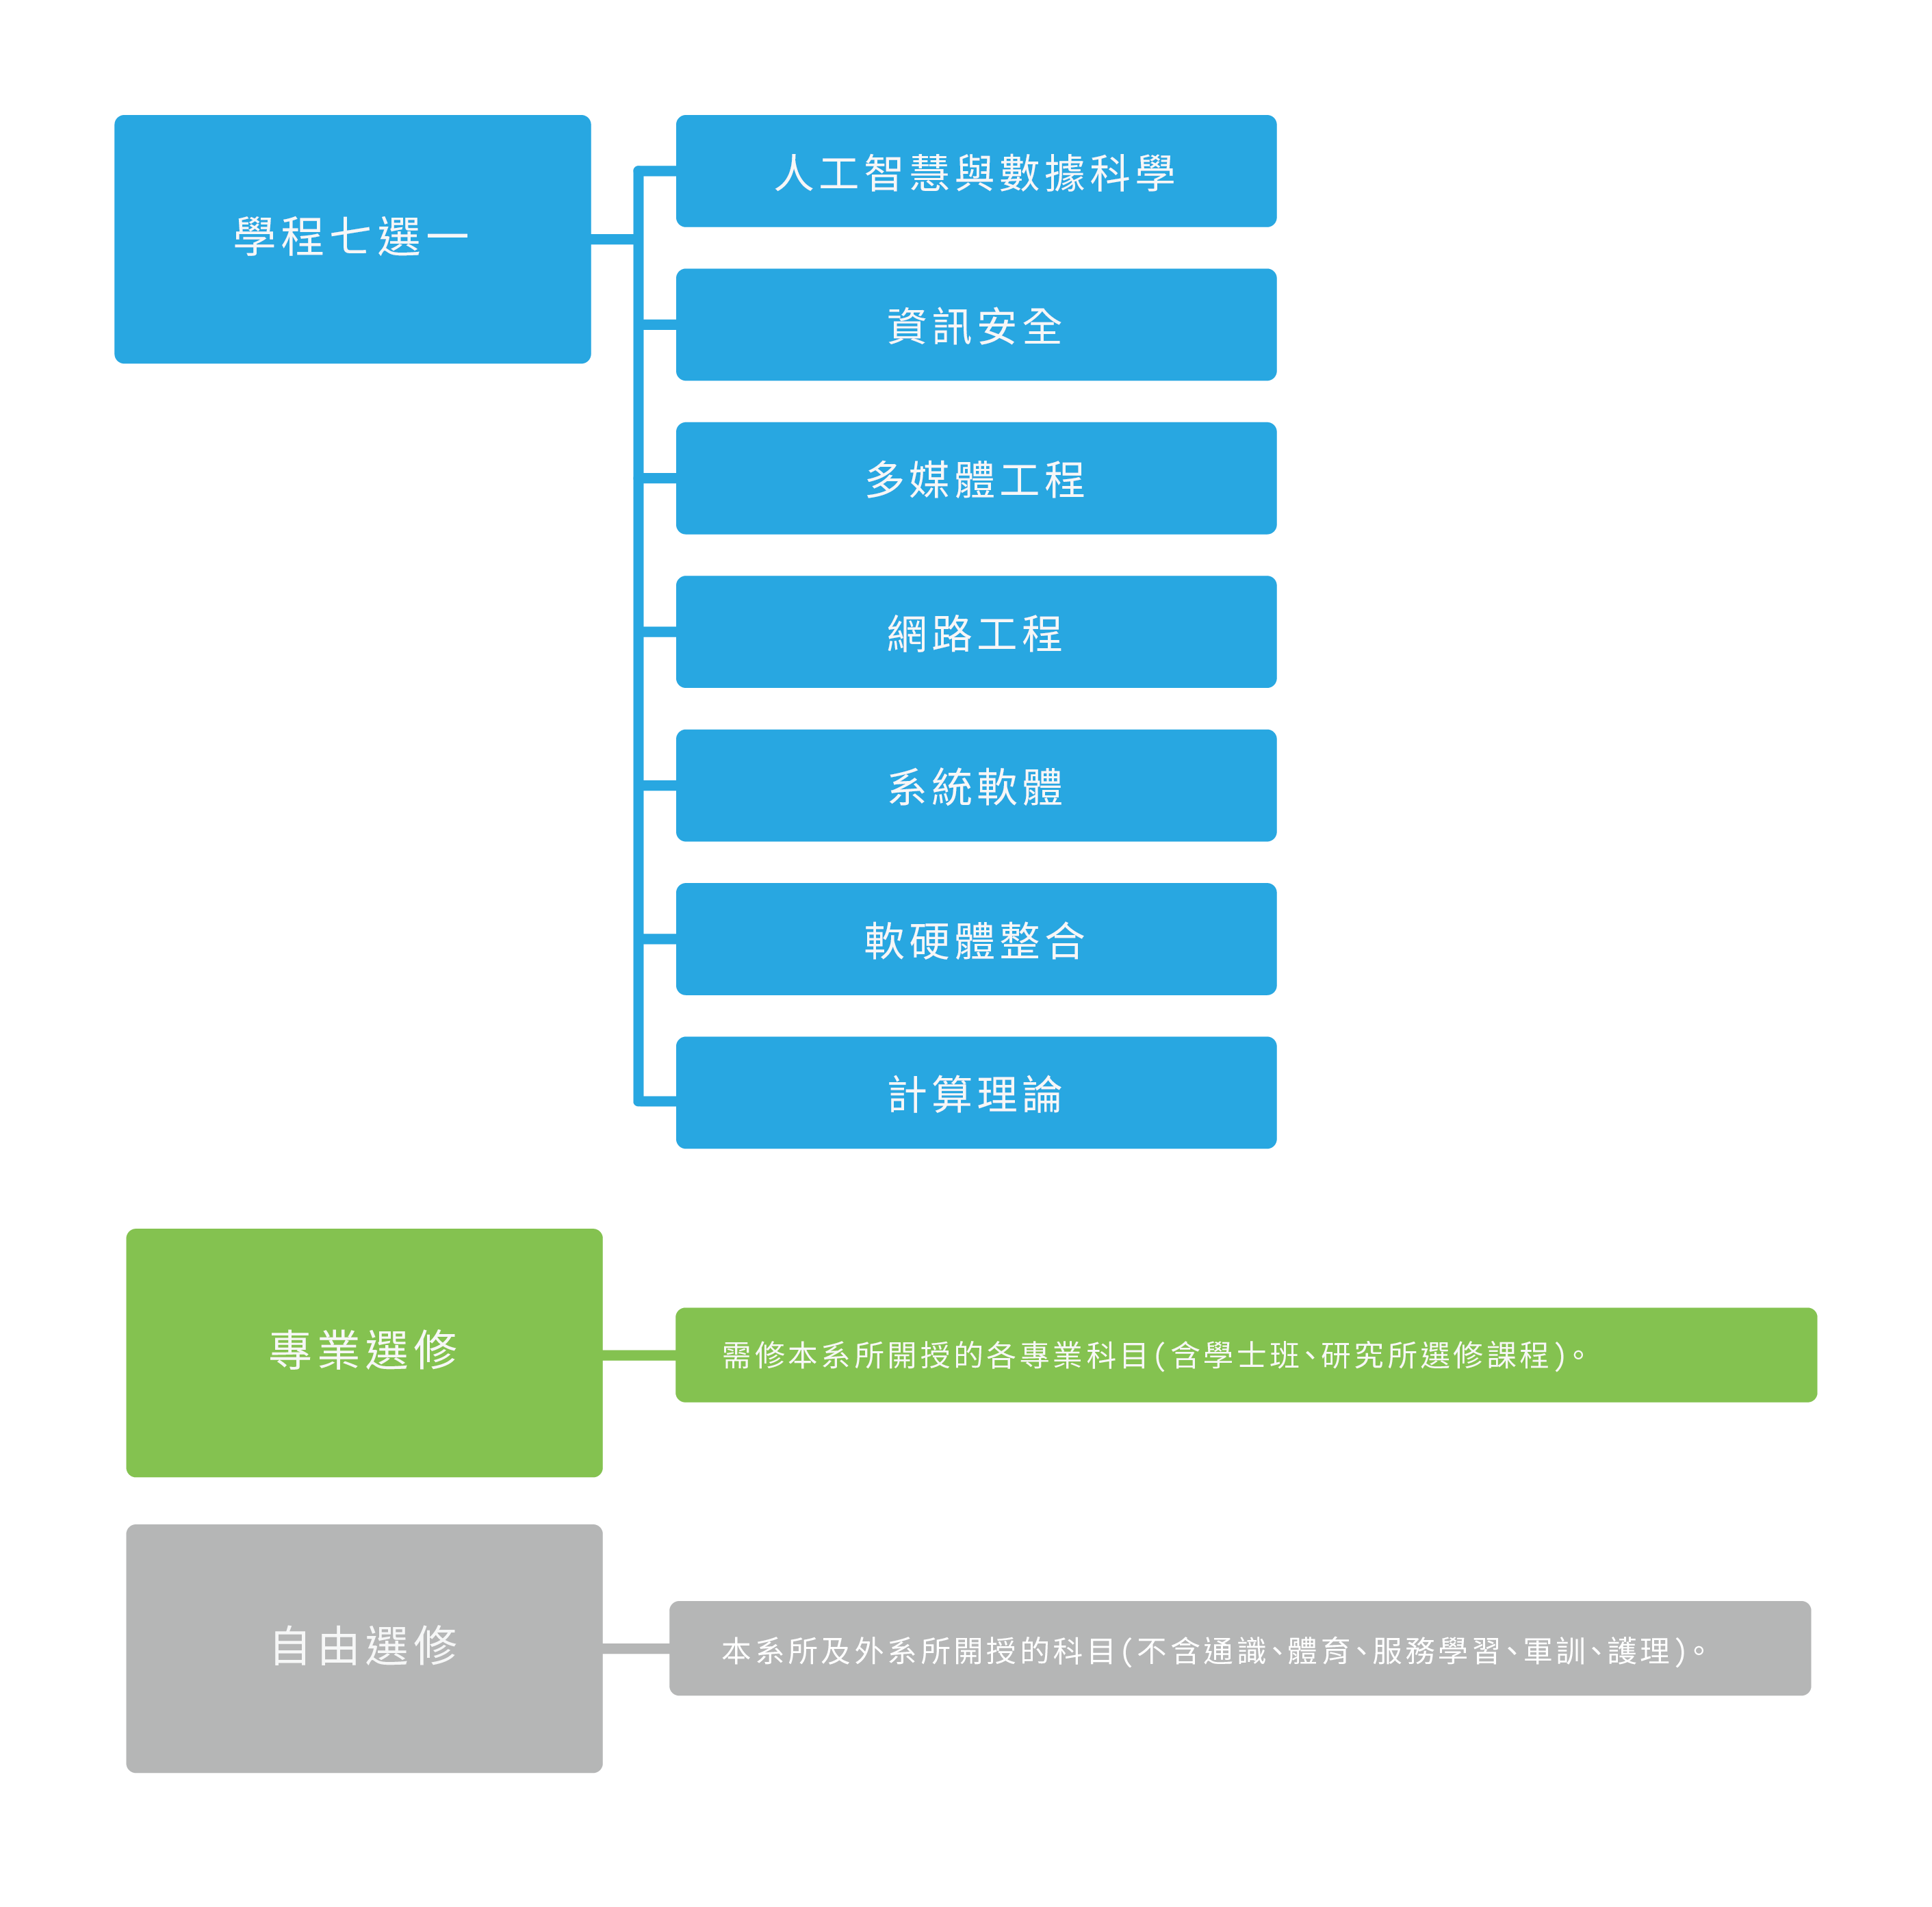 學程七選一
人工智慧與數據科學
資訊安全
多媒體工程
網路工程
系統軟體
軟硬體整合
計算理論
專業選修
需修本系所開授的專業科目(含學士班、研究所選修課程)。
自由選修
本系所及外系所開授科目(不含通識、體育、服務學習、軍訓、護理)。